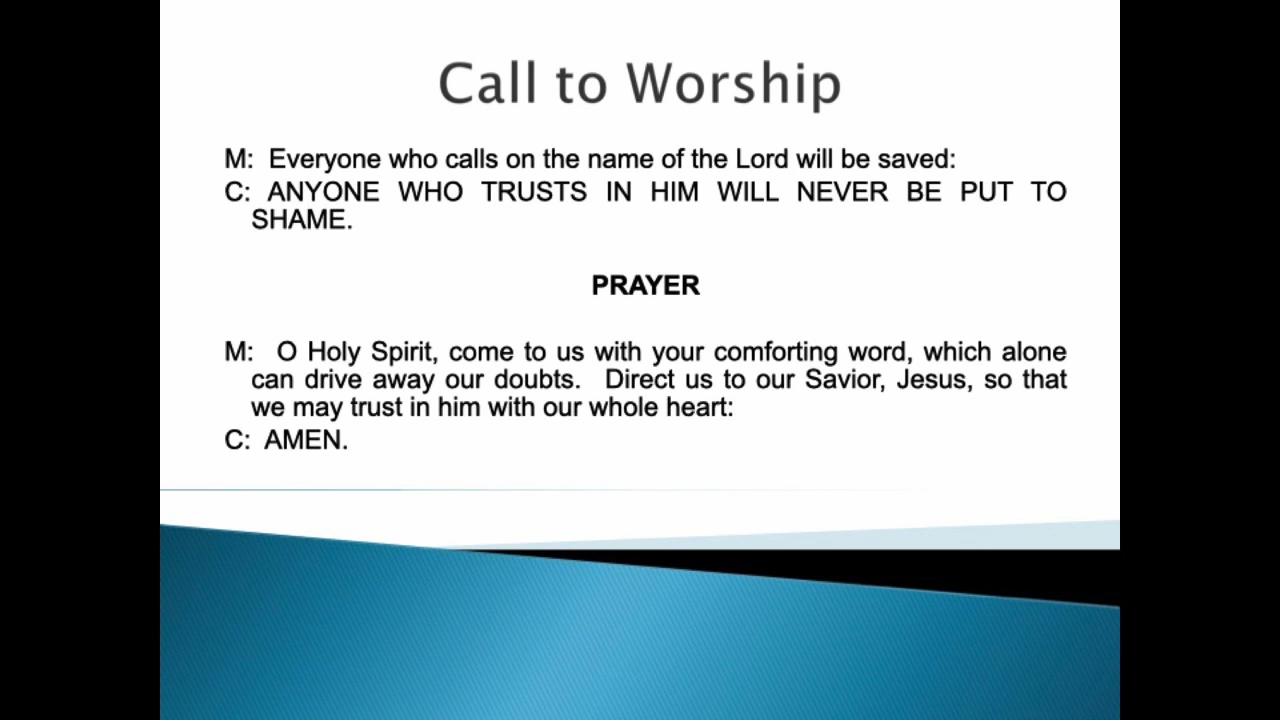 Call to Worship
M: Everyone who calls on the name of the Lord will be saved:
C: ANYONE WHO TRUSTS IN HIM WILL NEVER BE PUT TO
SHAME.
PRAYER
M: O Holy Spirit, come to us with your comforting word, which alone
can drive away our doubts. Direct us to our Savior, Jesus, so that
we may trust in him with our whole heart:
C: AMEN.